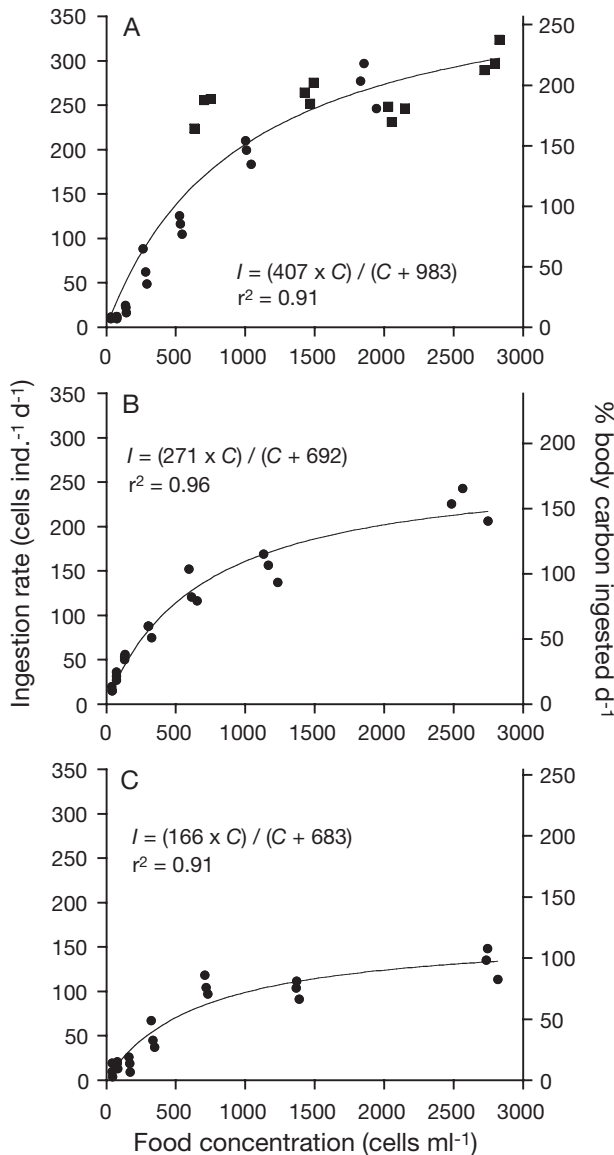 A
350
300
250
200
150
100
50
0
250
200
150
100
50
0
I = (407 x C) / (C + 983)
r² = 0.91
0 500 1000 1500 2000 2500 3000
B
350
300
250
200
150
100
50
0
200
150
100
50
0
I = (271 x C) / (C + 692)
r² = 0.96
0 500 1000 1500 2000 2500 3000
Ingestion rate (cells ind.⁻¹ d⁻¹)
% body carbon ingested d⁻¹
C
350
300
250
200
150
100
50
0
250
200
150
100
50
0
I = (166 x C) / (C + 683)
r² = 0.91
0 500 1000 1500 2000 2500 3000
Food concentration (cells ml⁻¹)